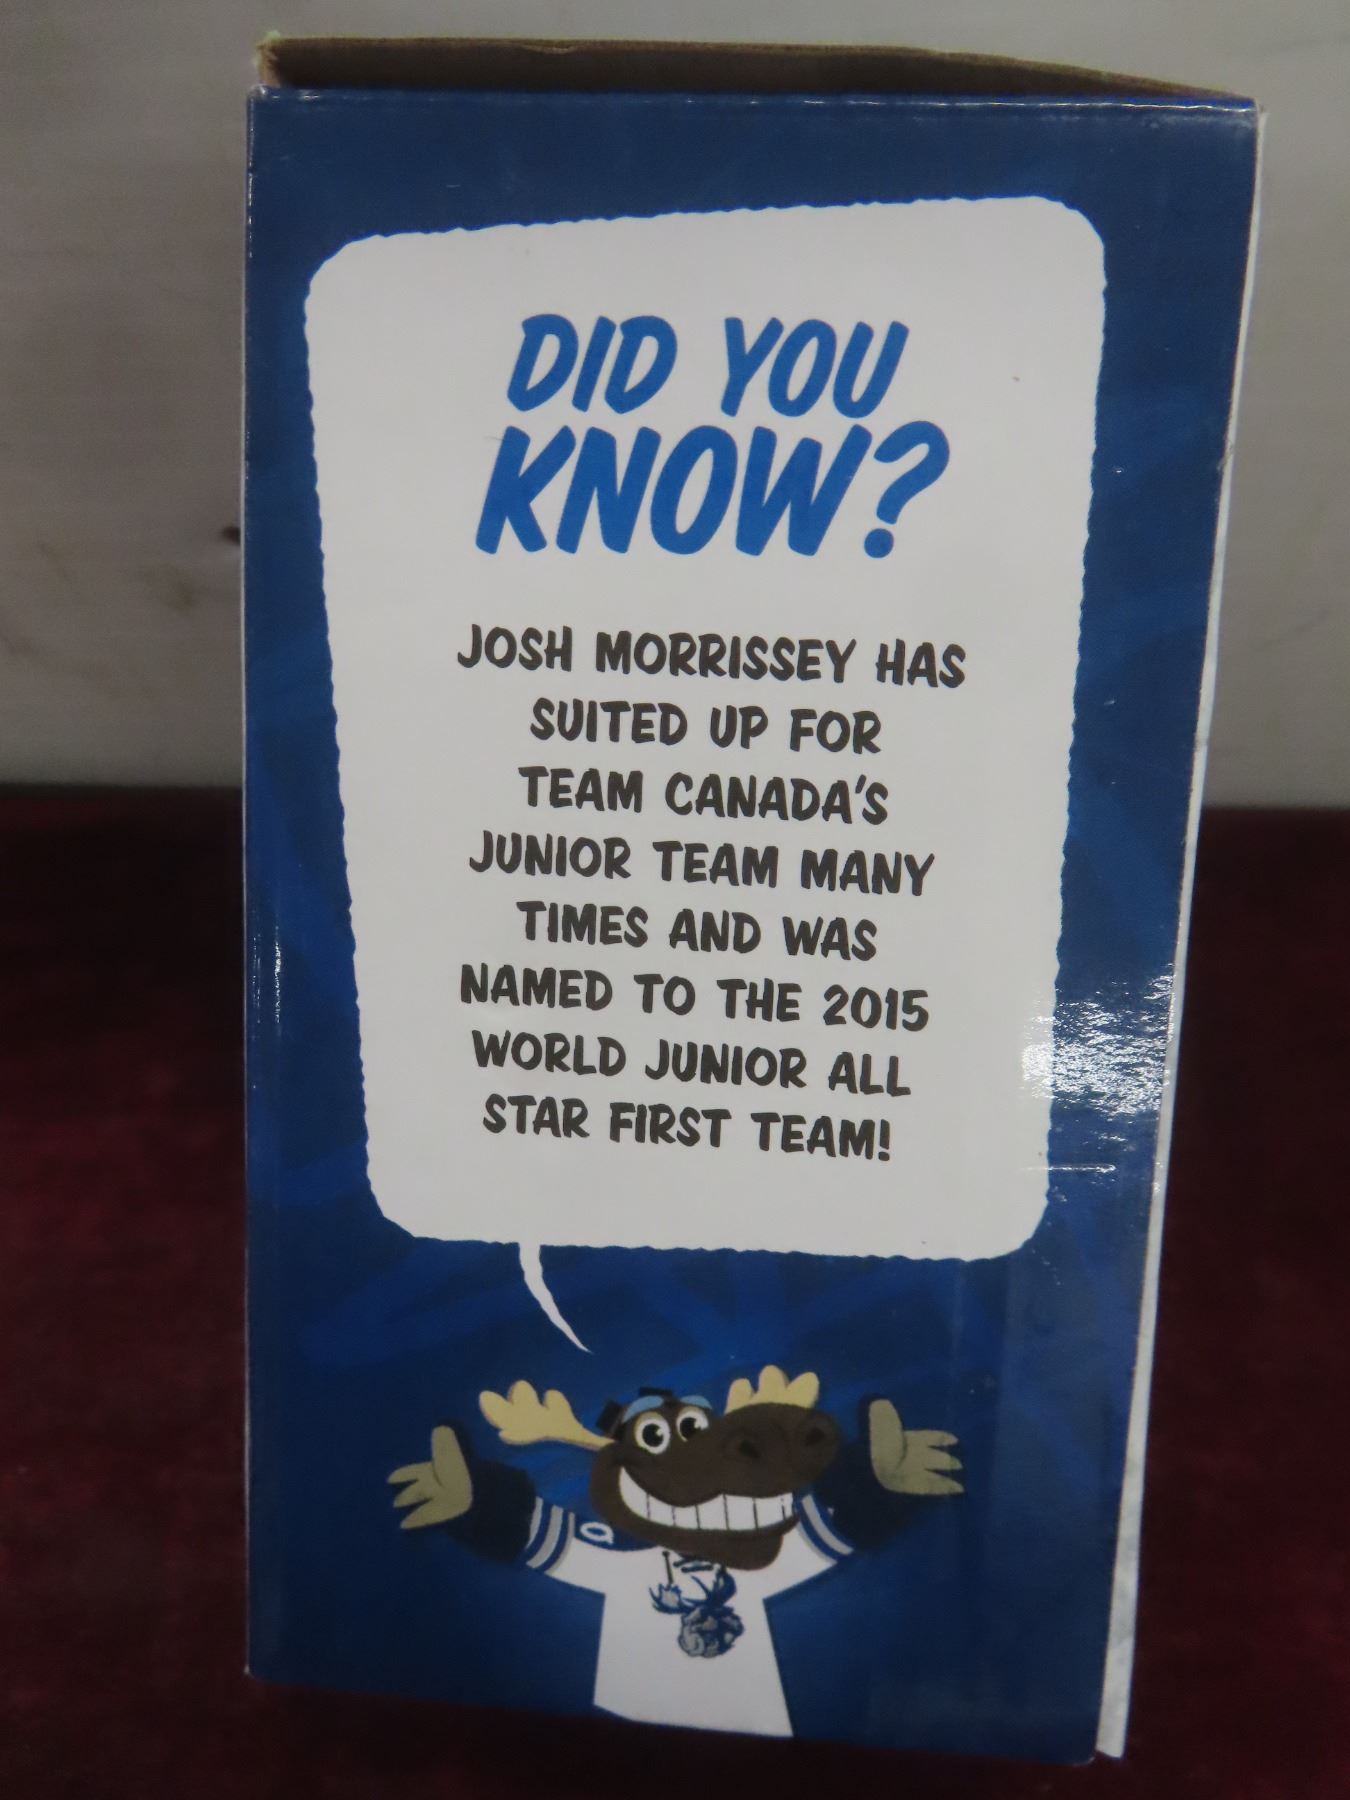 DID YOU
KNOW?
JOSH MORRISSEY HAS
SUITED UP FOR
TEAM CANADA'S
JUNIOR TEAM MANY
TIMES AND WAS
NAMED TO THE 2015
WORLD JUNIOR ALL
STAR FIRST TEAM!